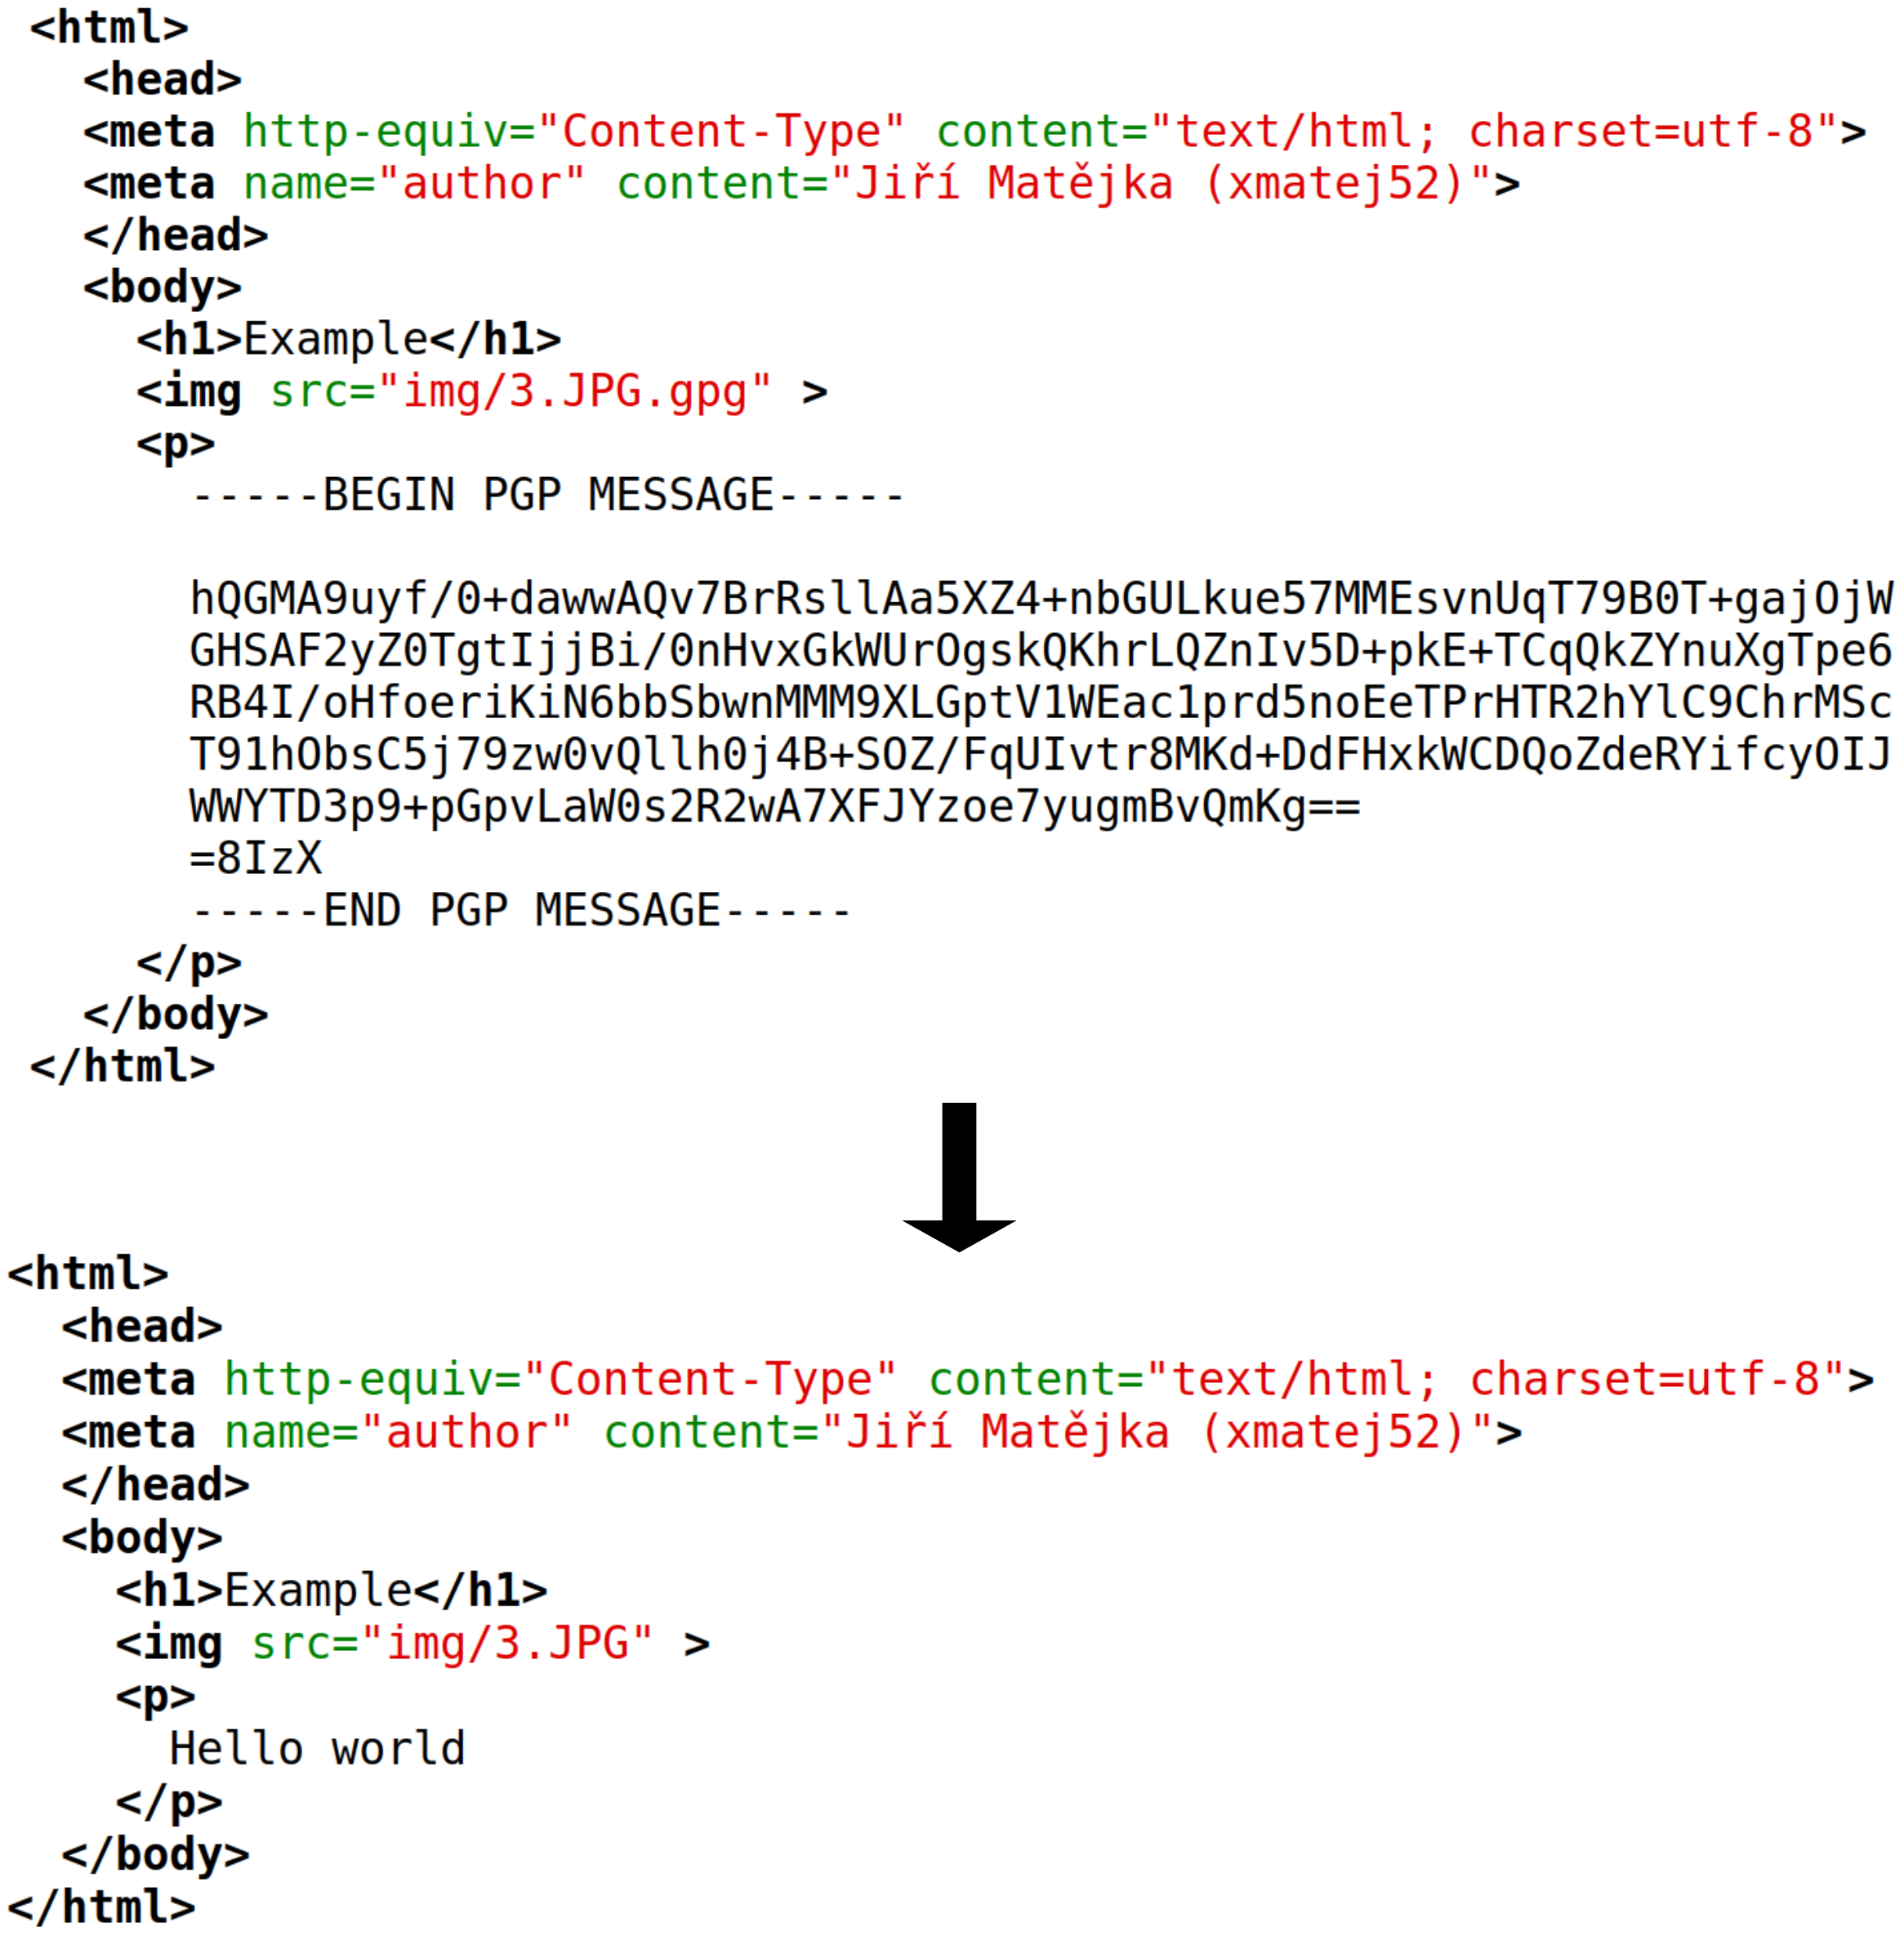 <html>
<head>
<meta http-equiv="Content-Type" content="text/html; charset=utf-8">
<meta name="author" content="Jiří Matějka (xmatej52)">
</head>
<body>
<h1>Example</h1>
<img src="img/3.JPG.gpg" >
<p>
-----BEGIN PGP MESSAGE-----
hQGMA9uyf/0+dawwAQv7BrRsllAa5XZ4+nbGULkue57MMEsvnUqT79B0T+gajOjW
GHSAF2yZ0TgtIjjBi/0nHvxGkWUrOgskQKhrLQZnIv5D+pkE+TCqQkZYnuXgTpe6
RB4I/oHfoeriKiN6bbSbwnMMM9XLGptV1WEac1prd5noEeTPrHTR2hYlC9ChrMSc
T91hObsC5j79zw0vQllh0j4B+SOZ/FqUIvtr8MKd+DdFHxkWCDQoZdeRYifcyOIJ
WWYTD3p9+pGpvLaW0s2R2wA7XFJYzoe7yugmBvQmKg==
=8IzX
-----END PGP MESSAGE-----
</p>
</body>
</html>
<html>
<head>
<meta http-equiv="Content-Type" content="text/html; charset=utf-8">
<meta name="author" content="Jiří Matějka (xmatej52)">
</head>
<body>
<h1>Example</h1>
<img src="img/3.JPG" >
<p>
Hello world
</p>
</body>
</html>